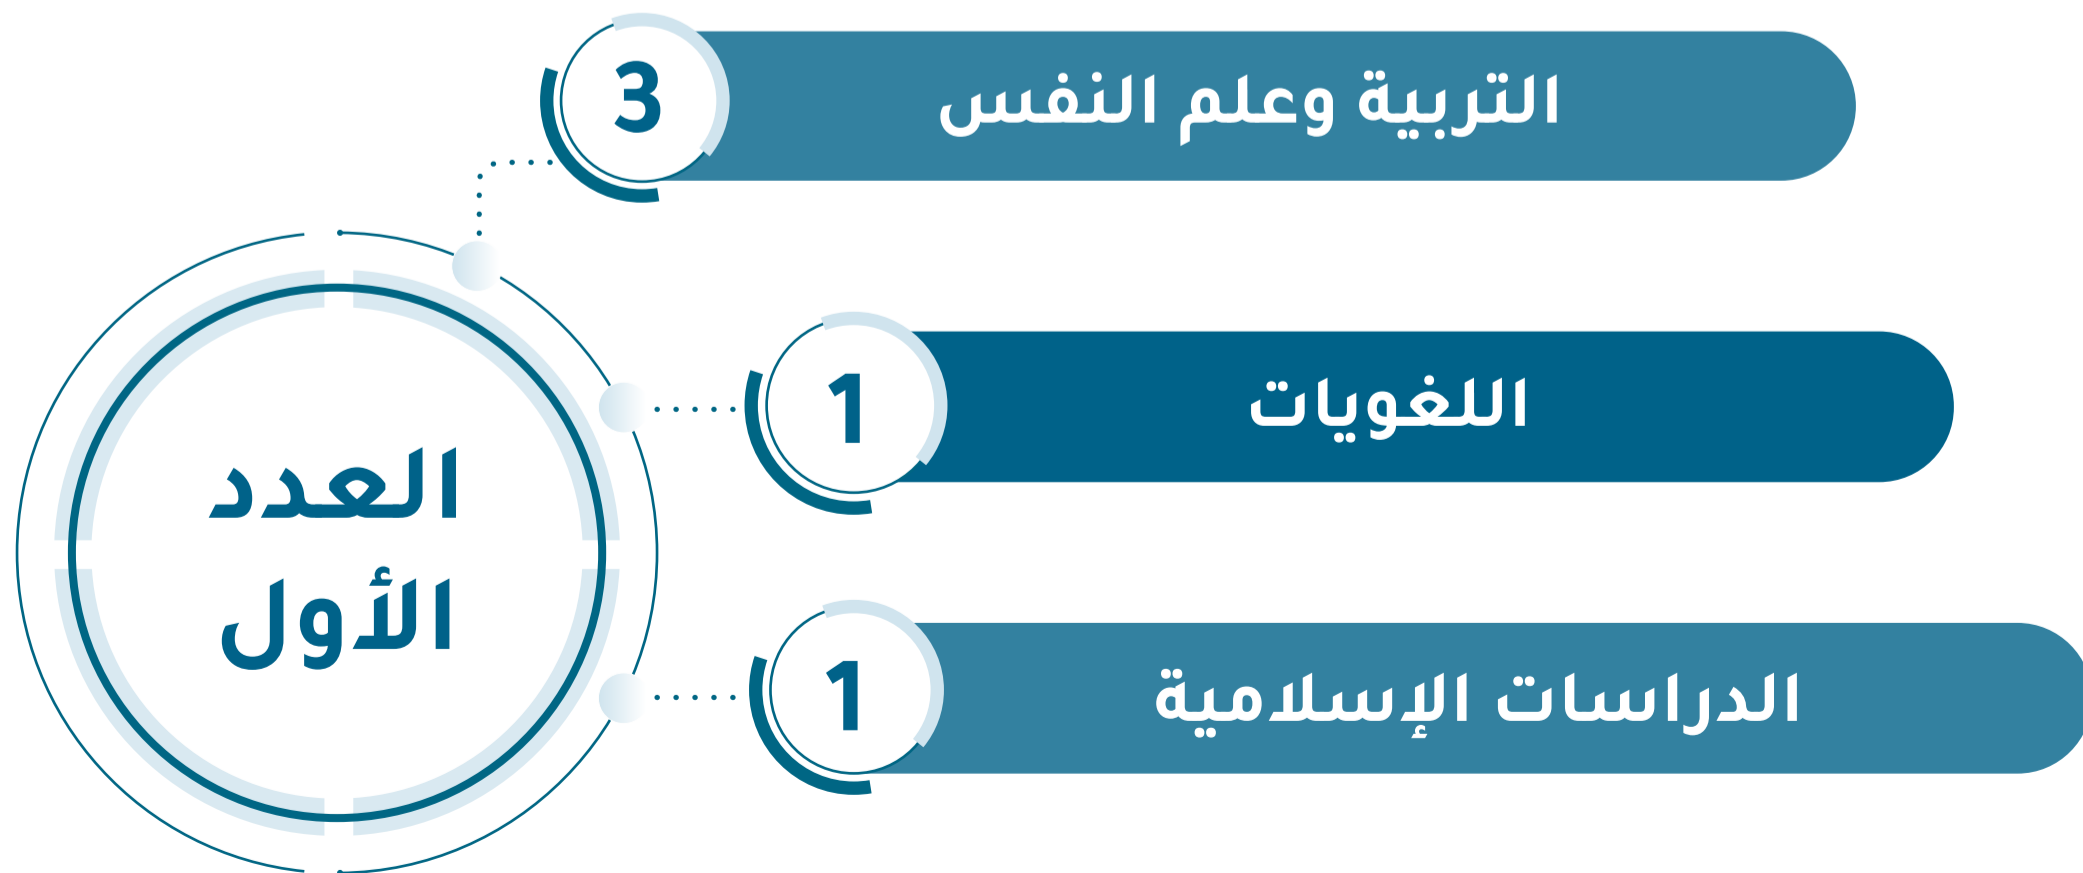 التربية وعلم النفس
3
اللغويات
1
الدراسات الإسلامية
1
العدد
الأول